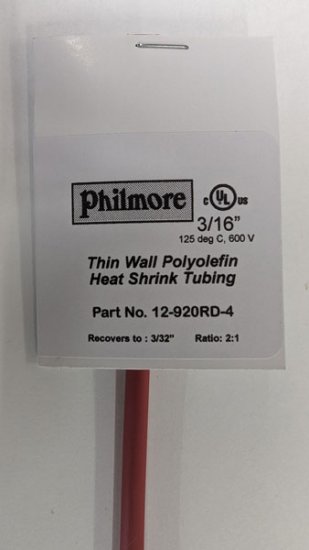 Philmore
c UL us
3/16"
125 deg C, 600 V
Thin Wall Polyolefin
Heat Shrink Tubing
Part No. 12-920RD-4
Recovers to : 3/32" Ratio: 2:1